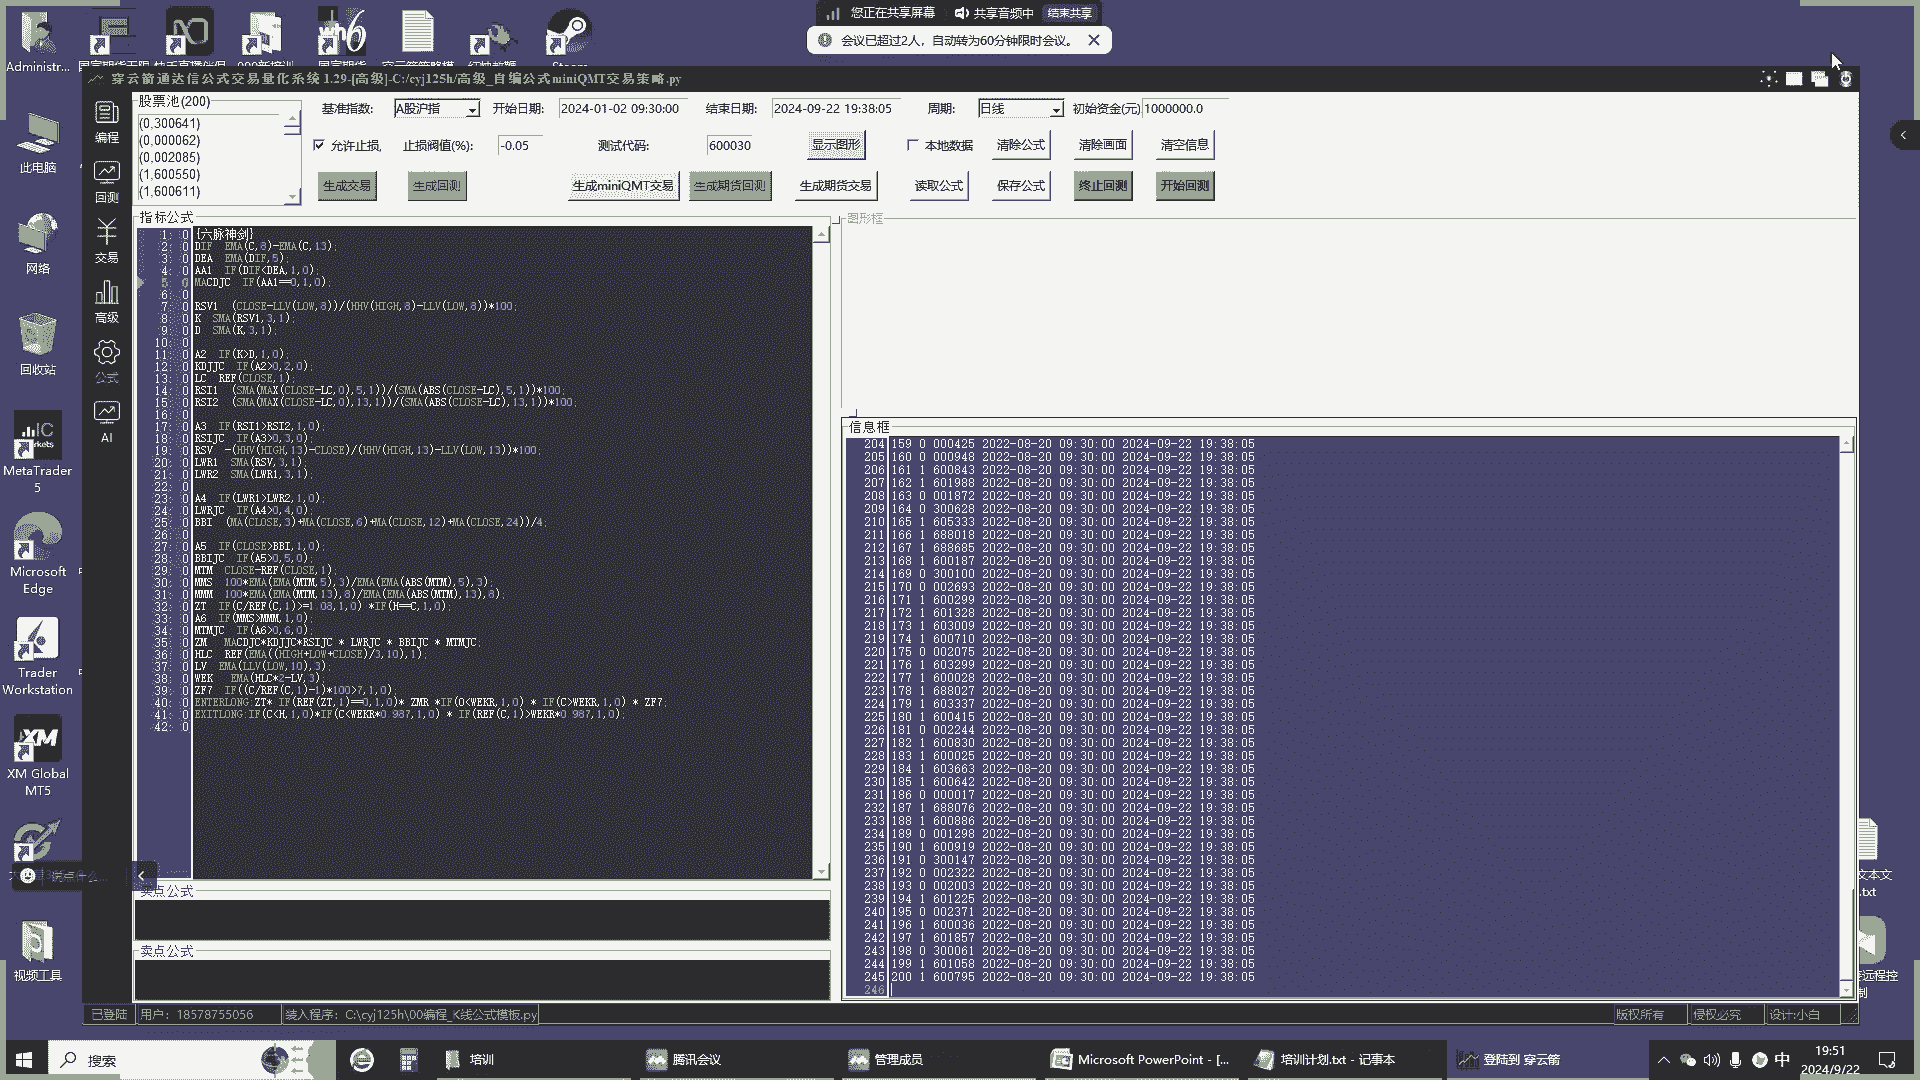 您正在共享屏幕 共享音频中 结束共享
会议已超过2人，自动转为60分钟限时会议。
Administr...
此电脑
网络
回收站
MetaTrader 5
Microsoft Edge
Trader Workstation
XM Global MT5
视频工具
穿云箭通达信公式交易量化系统 1.29-[高级]-C:/cyj125h/高级_自编公式miniQMT交易策略.py
编程
回测
交易
高级
公式
AI
股票池(200)
(0,300641)
(0,000062)
(0,002085)
(1,600550)
(1,600611)
基准指数: A股沪指 开始日期: 2024-01-02 09:30:00 结束日期: 2024-09-22 19:38:05 周期: 日线 初始资金(元) 1000000.0
允许止损, 止损阀值(%): -0.05 测试代码: 600030 显示图形 本地数据 清除公式 清除画面 清空信息
生成交易 生成回测 生成miniQMT交易 生成期货回测 生成期货交易 读取公式 保存公式 终止回测 开始回测
指标公式
1: 0 {六脉神剑}
2: 0 DIF EMA(C,8)-EMA(C,13);
3: 0 DEA EMA(DIF,5);
4: 0 AA1 IF(DIF<DEA,1,0);
5: 0 MACDJC IF(AA1==0,1,0);
6: 0
7: 0 RSV1 (CLOSE-LLV(LOW,8))/(HHV(HIGH,8)-LLV(LOW,8))*100;
8: 0 K SMA(RSV1,3,1);
9: 0 D SMA(K,3,1);
10: 0
11: 0 A2 IF(K>D,1,0);
12: 0 KDJJC IF(A2>0,2,0);
13: 0 LC REF(CLOSE,1);
14: 0 RSI1 (SMA(MAX(CLOSE-LC,0),5,1))/(SMA(ABS(CLOSE-LC),5,1))*100;
15: 0 RSI2 (SMA(MAX(CLOSE-LC,0),13,1))/(SMA(ABS(CLOSE-LC),13,1))*100;
16: 0
17: 0 A3 IF(RSI1>RSI2,1,0);
18: 0 RSIJC IF(A3>0,3,0);
19: 0 RSV -(HHV(HIGH,13)-CLOSE)/(HHV(HIGH,13)-LLV(LOW,13))*100;
20: 0 LWR1 SMA(RSV,3,1);
21: 0 LWR2 SMA(LWR1,3,1);
22: 0
23: 0 A4 IF(LWR1>LWR2,1,0);
24: 0 LWRJC IF(A4>0,4,0);
25: 0 BBI (MA(CLOSE,3)+MA(CLOSE,6)+MA(CLOSE,12)+MA(CLOSE,24))/4;
26: 0
27: 0 A5 IF(CLOSE>BBI,1,0);
28: 0 BBIJC IF(A5>0,5,0);
29: 0 MTM CLOSE-REF(CLOSE,1);
30: 0 MMS 100*EMA(EMA(MTM,5),3)/EMA(EMA(ABS(MTM),5),3);
31: 0 MMM 100*EMA(EMA(MTM,13),8)/EMA(EMA(ABS(MTM),13),8);
32: 0 ZT IF(C/REF(C,1)>=1.08,1,0) *IF(H==C,1,0);
33: 0 A6 IF(MMS>MMM,1,0);
34: 0 MTMJC IF(A6>0,6,0);
35: 0 ZM MACDJC*KDJJC*RSIJC * LWRJC * BBIJC * MTMJC;
36: 0 HLC REF(EMA((HIGH+LOW+CLOSE)/3,10),1);
37: 0 LV EMA(LLV(LOW,10),3);
38: 0 WEK EMA(HLC*2-LV,3);
39: 0 ZF7 IF((C/REF(C,1)-1)*100>7,1,0);
40: 0 ENTERLONG:ZT* IF(REF(ZT,1)==0,1,0)* ZMR *IF(O<WEKR,1,0) * IF(C>WEKR,1,0) * ZF7;
41: 0 EXITLONG:IF(C<H,1,0)*IF(C<WEKR*0.987,1,0) * IF(REF(C,1)>WEKR*0.987,1,0);
42: 0
买点公式
卖点公式
图形框
信息框
204 159 0 000425 2022-08-20 09:30:00 2024-09-22 19:38:05
205 160 0 000948 2022-08-20 09:30:00 2024-09-22 19:38:05
206 161 1 600843 2022-08-20 09:30:00 2024-09-22 19:38:05
207 162 1 601988 2022-08-20 09:30:00 2024-09-22 19:38:05
208 163 0 001872 2022-08-20 09:30:00 2024-09-22 19:38:05
209 164 0 300628 2022-08-20 09:30:00 2024-09-22 19:38:05
210 165 1 605333 2022-08-20 09:30:00 2024-09-22 19:38:05
211 166 1 688018 2022-08-20 09:30:00 2024-09-22 19:38:05
212 167 1 688685 2022-08-20 09:30:00 2024-09-22 19:38:05
213 168 1 600187 2022-08-20 09:30:00 2024-09-22 19:38:05
214 169 0 300100 2022-08-20 09:30:00 2024-09-22 19:38:05
215 170 0 002693 2022-08-20 09:30:00 2024-09-22 19:38:05
216 171 1 600299 2022-08-20 09:30:00 2024-09-22 19:38:05
217 172 1 601328 2022-08-20 09:30:00 2024-09-22 19:38:05
218 173 1 603009 2022-08-20 09:30:00 2024-09-22 19:38:05
219 174 1 600710 2022-08-20 09:30:00 2024-09-22 19:38:05
220 175 0 002075 2022-08-20 09:30:00 2024-09-22 19:38:05
221 176 1 603299 2022-08-20 09:30:00 2024-09-22 19:38:05
222 177 1 600028 2022-08-20 09:30:00 2024-09-22 19:38:05
223 178 1 688027 2022-08-20 09:30:00 2024-09-22 19:38:05
224 179 1 603337 2022-08-20 09:30:00 2024-09-22 19:38:05
225 180 1 600415 2022-08-20 09:30:00 2024-09-22 19:38:05
226 181 0 002244 2022-08-20 09:30:00 2024-09-22 19:38:05
227 182 1 600830 2022-08-20 09:30:00 2024-09-22 19:38:05
228 183 1 600025 2022-08-20 09:30:00 2024-09-22 19:38:05
229 184 1 603663 2022-08-20 09:30:00 2024-09-22 19:38:05
230 185 1 600642 2022-08-20 09:30:00 2024-09-22 19:38:05
231 186 0 000017 2022-08-20 09:30:00 2024-09-22 19:38:05
232 187 1 688076 2022-08-20 09:30:00 2024-09-22 19:38:05
233 188 1 600886 2022-08-20 09:30:00 2024-09-22 19:38:05
234 189 0 001298 2022-08-20 09:30:00 2024-09-22 19:38:05
235 190 1 600919 2022-08-20 09:30:00 2024-09-22 19:38:05
236 191 0 300147 2022-08-20 09:30:00 2024-09-22 19:38:05
237 192 0 002322 2022-08-20 09:30:00 2024-09-22 19:38:05
238 193 0 002003 2022-08-20 09:30:00 2024-09-22 19:38:05
239 194 1 601225 2022-08-20 09:30:00 2024-09-22 19:38:05
240 195 0 002371 2022-08-20 09:30:00 2024-09-22 19:38:05
241 196 1 600036 2022-08-20 09:30:00 2024-09-22 19:38:05
242 197 1 601857 2022-08-20 09:30:00 2024-09-22 19:38:05
243 198 0 300061 2022-08-20 09:30:00 2024-09-22 19:38:05
244 199 1 601058 2022-08-20 09:30:00 2024-09-22 19:38:05
245 200 1 600795 2022-08-20 09:30:00 2024-09-22 19:38:05
246
已登陆 用户: 18578755056 装入程序: C:\cyj125h\00编程_K线公式模板.py 版权所有 侵权必究 设计:小白
搜索 培训 腾讯会议 管理成员 Microsoft PowerPoint - [... 培训计划.txt - 记事本 登陆到 穿云箭 中 19:51
2024/9/22